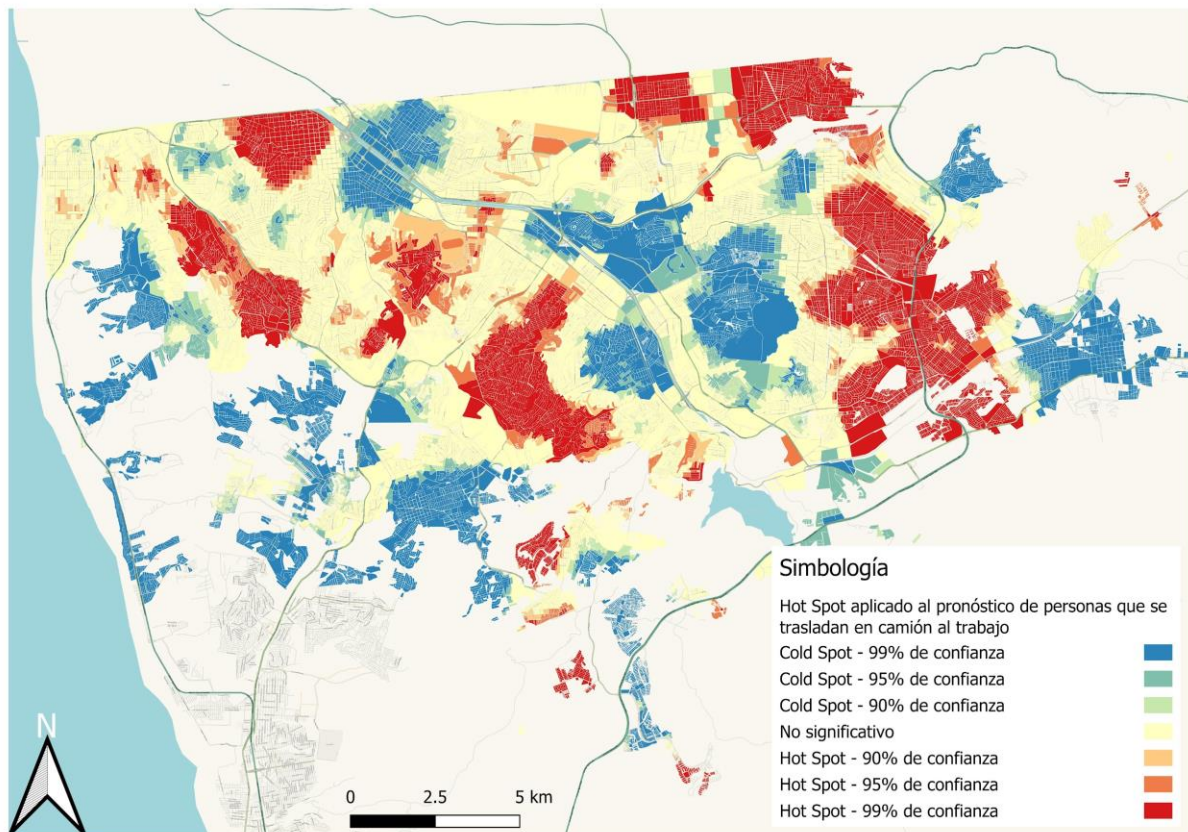 N
0 2.5 5 km
Simbología
Hot Spot aplicado al pronóstico de personas que se
trasladan en camión al trabajo
Cold Spot - 99% de confianza
Cold Spot - 95% de confianza
Cold Spot - 90% de confianza
No significativo
Hot Spot - 90% de confianza
Hot Spot - 95% de confianza
Hot Spot - 99% de confianza